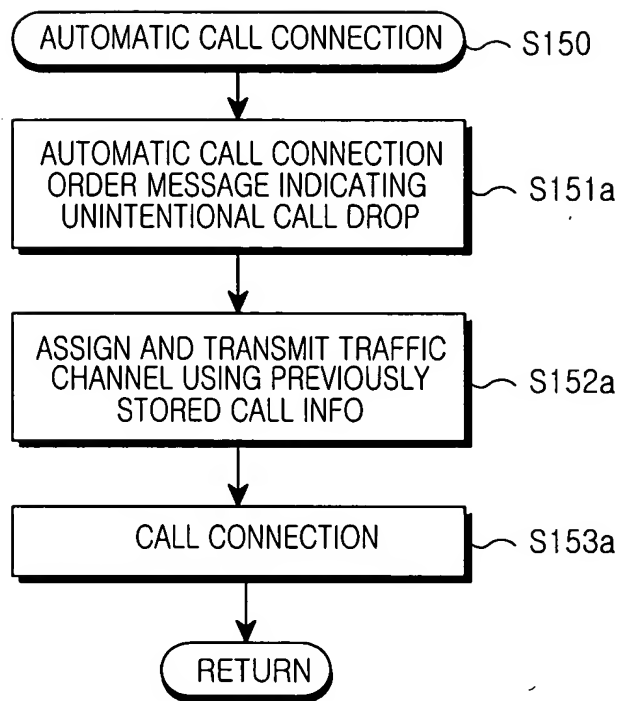 AUTOMATIC CALL CONNECTION
S150
AUTOMATIC CALL CONNECTION
ORDER MESSAGE INDICATING
UNINTENTIONAL CALL DROP
S151a
ASSIGN AND TRANSMIT TRAFFIC
CHANNEL USING PREVIOUSLY
STORED CALL INFO
S152a
CALL CONNECTION
S153a
RETURN